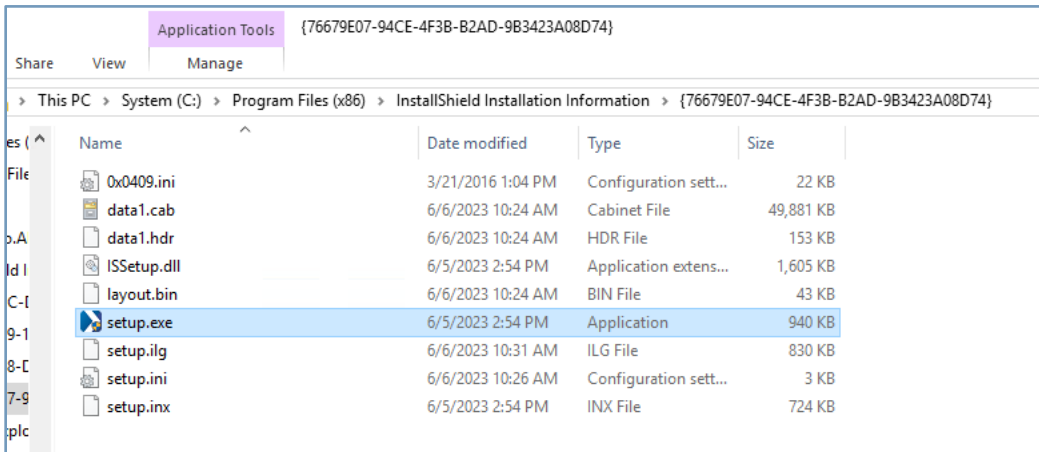 Application Tools {76679E07-94CE-4F3B-B2AD-9B3423A08D74}
Share View Manage
This PC > System (C:) > Program Files (x86) > InstallShield Installation Information > {76679E07-94CE-4F3B-B2AD-9B3423A08D74}
Name Date modified Type Size
0x0409.ini 3/21/2016 1:04 PM Configuration sett... 22 KB
data1.cab 6/6/2023 10:24 AM Cabinet File 49,881 KB
data1.hdr 6/6/2023 10:24 AM HDR File 153 KB
ISSetup.dll 6/5/2023 2:54 PM Application extens... 1,605 KB
layout.bin 6/6/2023 10:24 AM BIN File 43 KB
setup.exe 6/5/2023 2:54 PM Application 940 KB
setup.ilg 6/6/2023 10:31 AM ILG File 830 KB
setup.ini 6/6/2023 10:26 AM Configuration sett... 3 KB
setup.inx 6/5/2023 2:54 PM INX File 724 KB